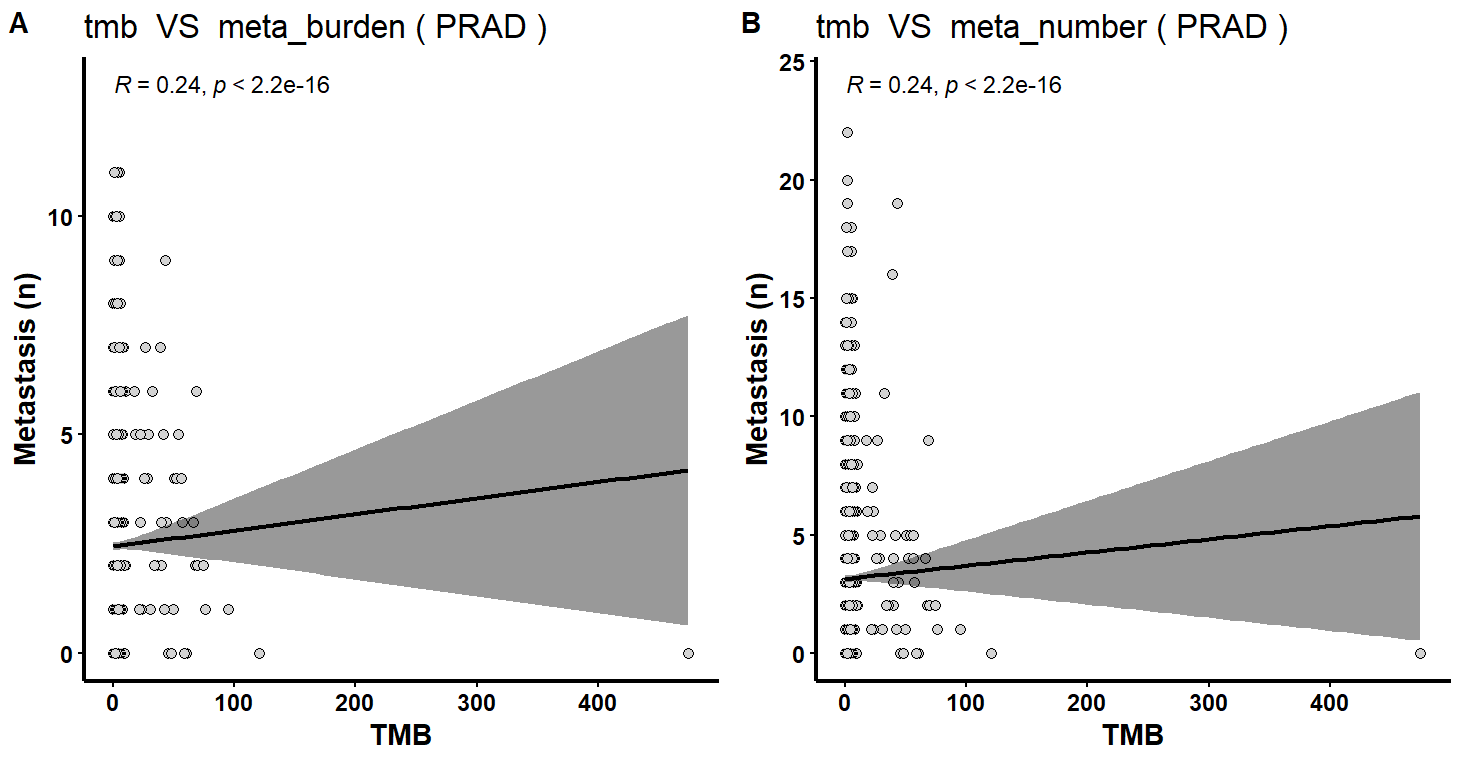 A
tmb VS meta_burden ( PRAD )
R = 0.24, p < 2.2e-16
Metastasis (n)
10
5
0
0 100 200 300 400
TMB
B
tmb VS meta_number ( PRAD )
R = 0.24, p < 2.2e-16
Metastasis (n)
25
20
15
10
5
0
0 100 200 300 400
TMB